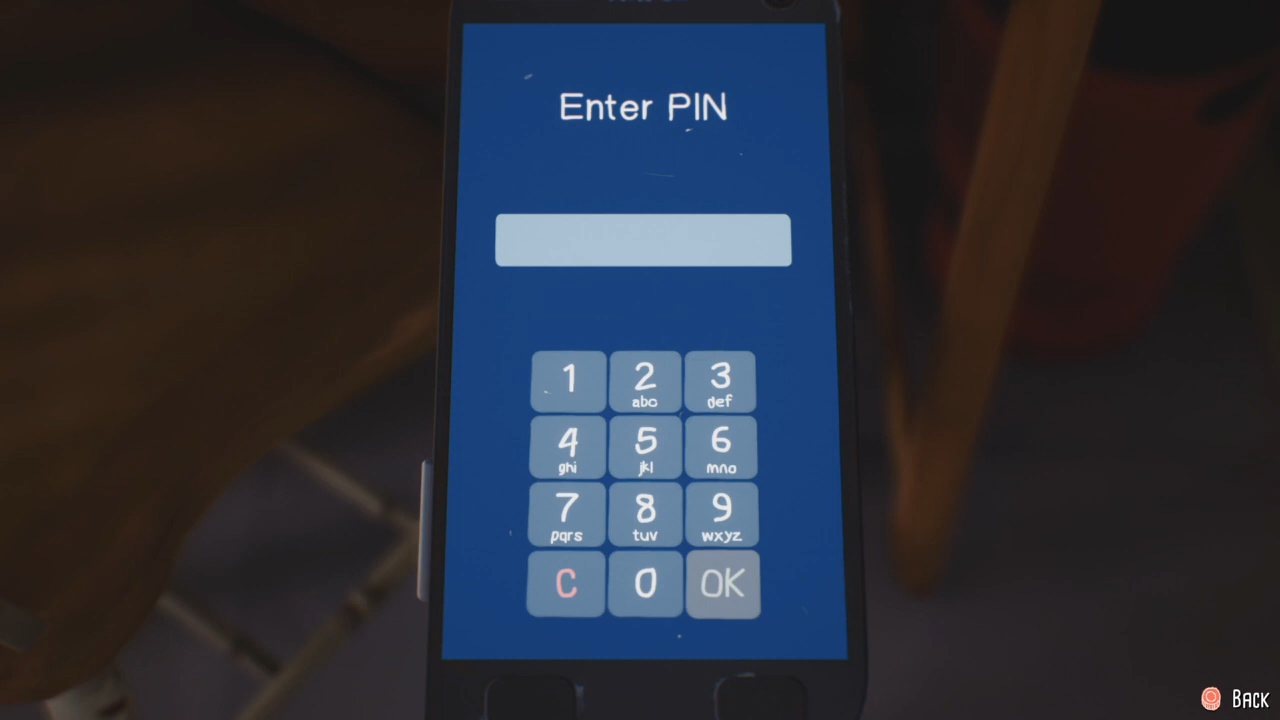 Enter PIN
1 2 3
abc def
4 5 6
ghi jkl mno
7 8 9
pqrs tuv wxyz
C 0 OK
Back